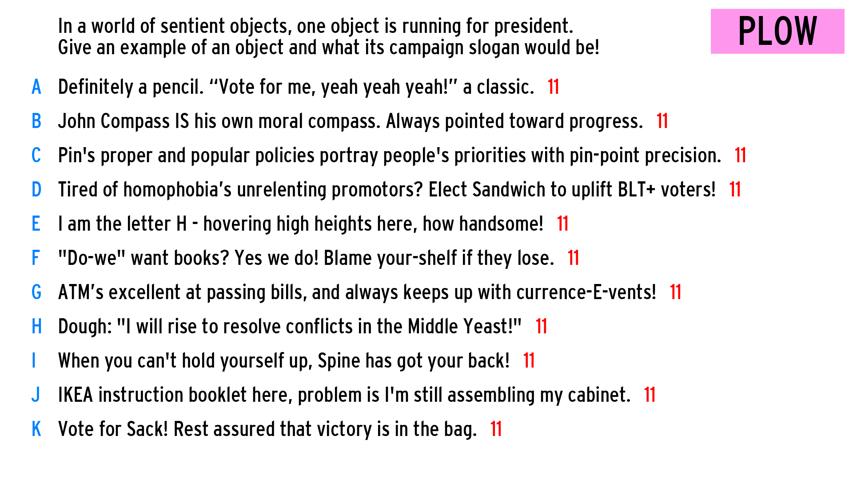 In a world of sentient objects, one object is running for president.
Give an example of an object and what its campaign slogan would be!
PLOW
A Definitely a pencil. “Vote for me, yeah yeah yeah!” a classic. 11
B John Compass IS his own moral compass. Always pointed toward progress. 11
C Pin's proper and popular policies portray people's priorities with pin-point precision. 11
D Tired of homophobia’s unrelenting promotors? Elect Sandwich to uplift BLT+ voters! 11
E I am the letter H - hovering high heights here, how handsome! 11
F "Do-we" want books? Yes we do! Blame your-shelf if they lose. 11
G ATM’s excellent at passing bills, and always keeps up with currence-E-vents! 11
H Dough: "I will rise to resolve conflicts in the Middle Yeast!" 11
I When you can't hold yourself up, Spine has got your back! 11
J IKEA instruction booklet here, problem is I'm still assembling my cabinet. 11
K Vote for Sack! Rest assured that victory is in the bag. 11